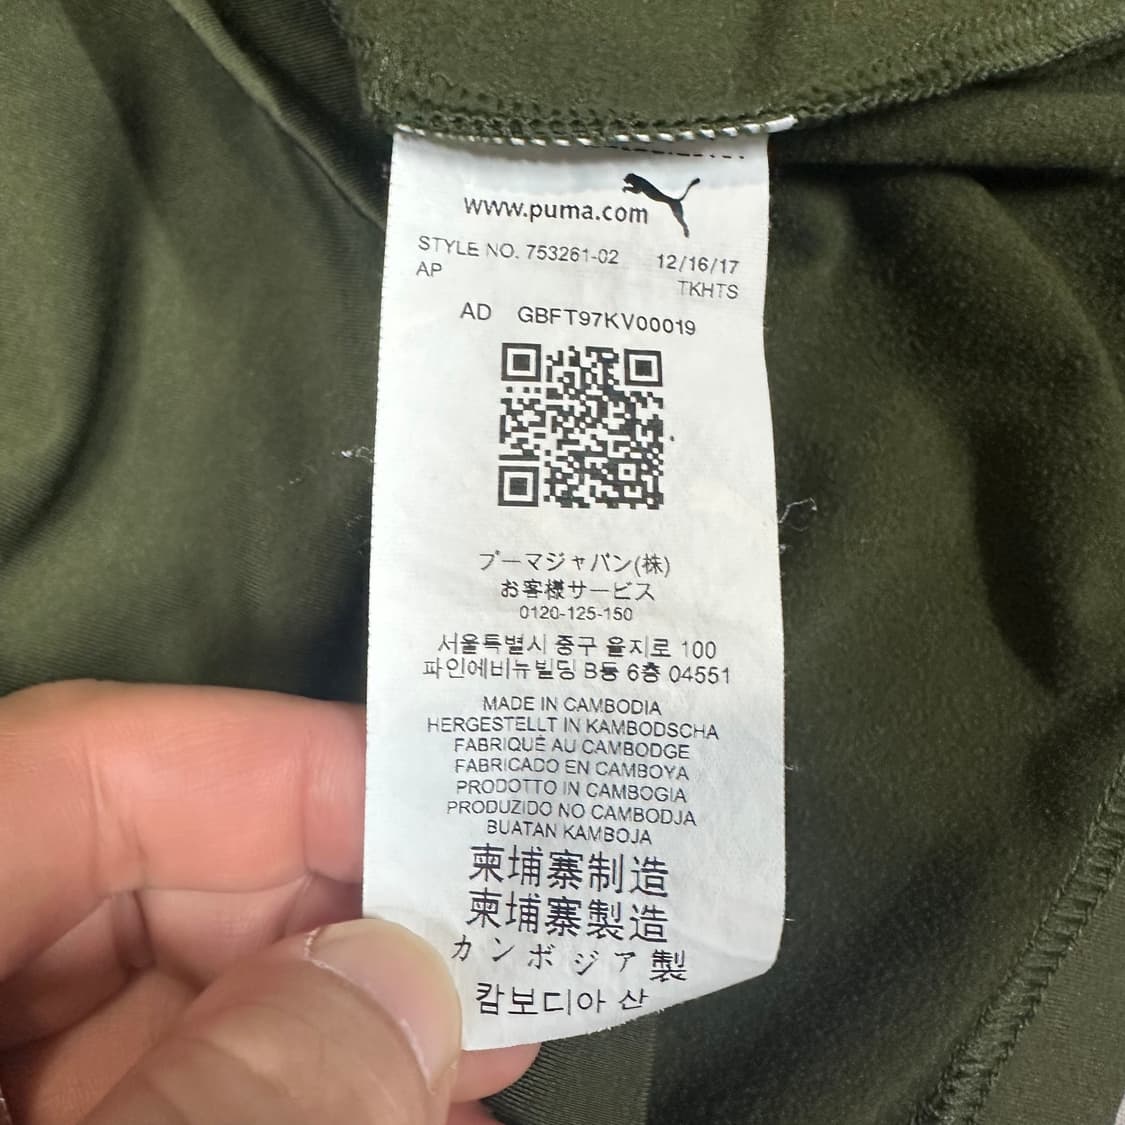 www.puma.com
STYLE NO. 753261-02 12/16/17
AP TKHTS
AD GBFT97KV00019
プーマジャパン(株)
お客様サービス
0120-125-150
서울특별시 중구 을지로 100
파인에비뉴빌딩 B동 6층 04551
MADE IN CAMBODIA
HERGESTELLT IN KAMBODSCHA
FABRIQUÉ AU CAMBODGE
FABRICADO EN CAMBOYA
PRODOTTO IN CAMBOGIA
PRODUZIDO NO CAMBODJA
BUATAN KAMBOJA
柬埔寨制造
柬埔寨製造
カンボジア製
캄보디아 산